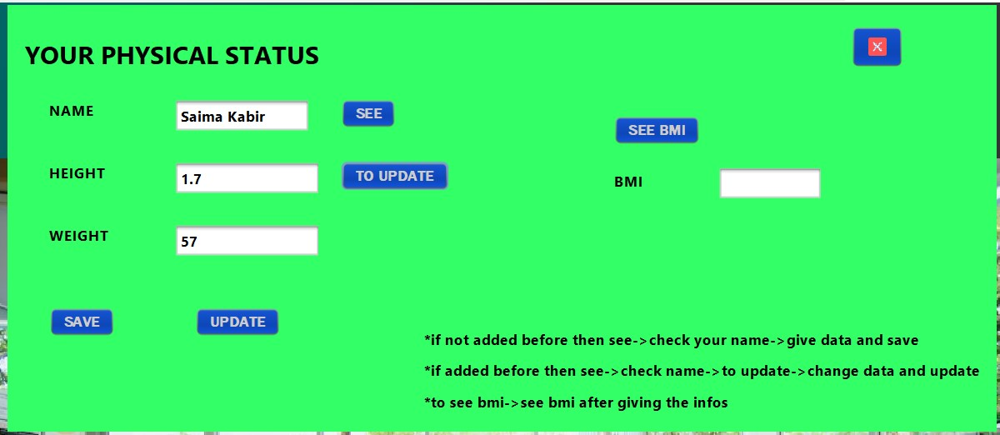 YOUR PHYSICAL STATUS
NAME
Saima Kabir
SEE
SEE BMI
HEIGHT
1.7
TO UPDATE
BMI
WEIGHT
57
SAVE
UPDATE
*if not added before then see->check your name->give data and save
*if added before then see->check name->to update->change data and update
*to see bmi->see bmi after giving the infos